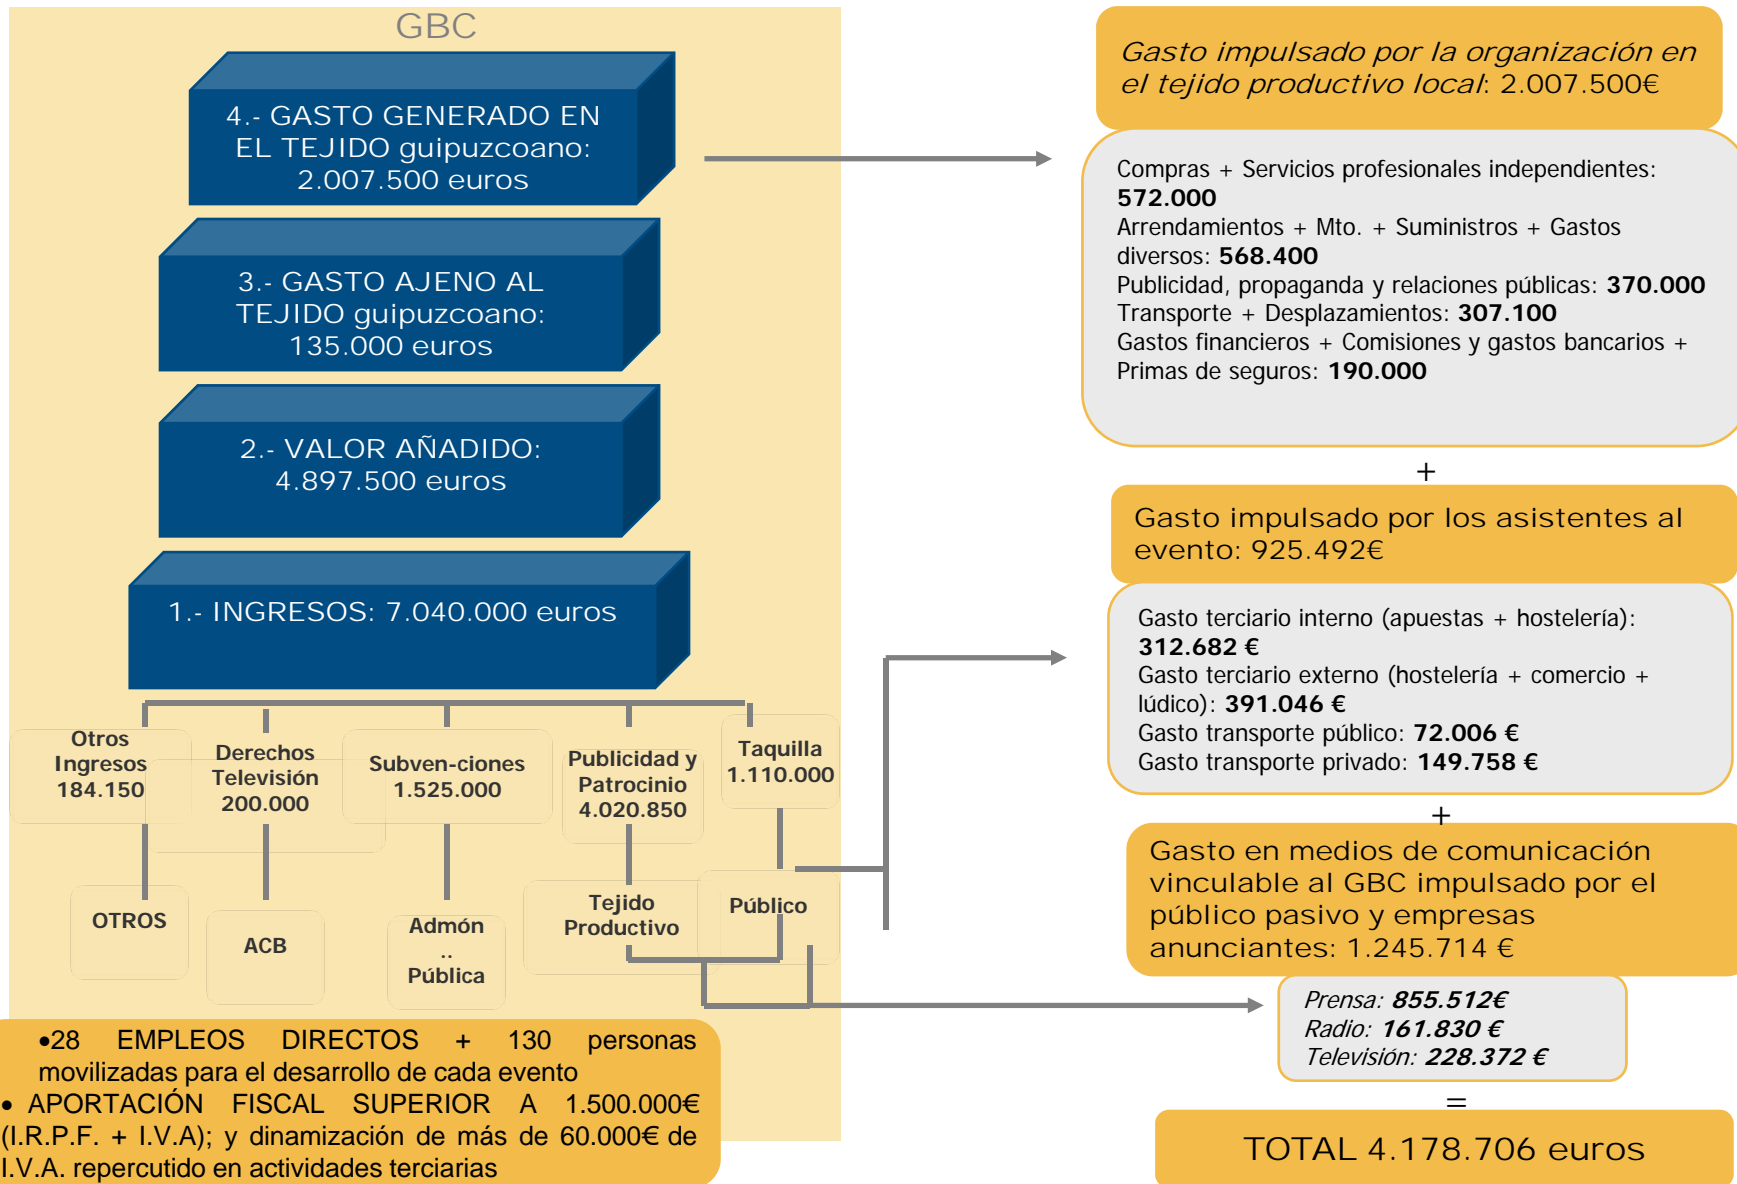 GBC
4.- GASTO GENERADO EN
EL TEJIDO guipuzcoano:
2.007.500 euros
3.- GASTO AJENO AL
TEJIDO guipuzcoano:
135.000 euros
2.- VALOR AÑADIDO:
4.897.500 euros
1.- INGRESOS: 7.040.000 euros
Otros
Ingresos
184.150
Derechos
Televisión
200.000
Subven-ciones
1.525.000
Publicidad y
Patrocinio
4.020.850
Taquilla
1.110.000
OTROS
ACB
Admón
..
Pública
Tejido
Productivo
Público
•28 EMPLEOS DIRECTOS + 130 personas
movilizadas para el desarrollo de cada evento
• APORTACIÓN FISCAL SUPERIOR A 1.500.000€
(I.R.P.F. + I.V.A); y dinamización de más de 60.000€ de
I.V.A. repercutido en actividades terciarias
Gasto impulsado por la organización en
el tejido productivo local: 2.007.500€
Compras + Servicios profesionales independientes:
572.000
Arrendamientos + Mto. + Suministros + Gastos
diversos: 568.400
Publicidad, propaganda y relaciones públicas: 370.000
Transporte + Desplazamientos: 307.100
Gastos financieros + Comisiones y gastos bancarios +
Primas de seguros: 190.000
+
Gasto impulsado por los asistentes al
evento: 925.492€
Gasto terciario interno (apuestas + hostelería):
312.682 €
Gasto terciario externo (hostelería + comercio +
lúdico): 391.046 €
Gasto transporte público: 72.006 €
Gasto transporte privado: 149.758 €
+
Gasto en medios de comunicación
vinculable al GBC impulsado por el
público pasivo y empresas
anunciantes: 1.245.714 €
Prensa: 855.512€
Radio: 161.830 €
Televisión: 228.372 €
=
TOTAL 4.178.706 euros